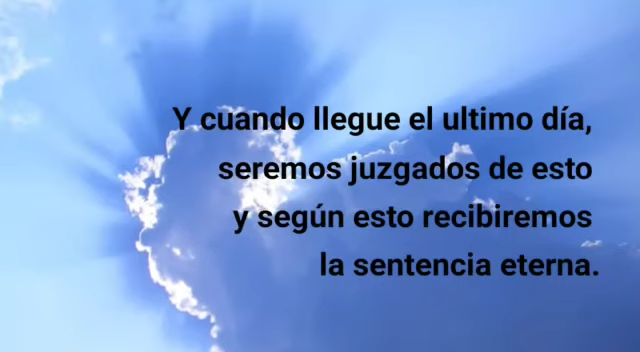 Y cuando llegue el ultimo día,
seremos juzgados de esto
y según esto recibiremos
la sentencia eterna.